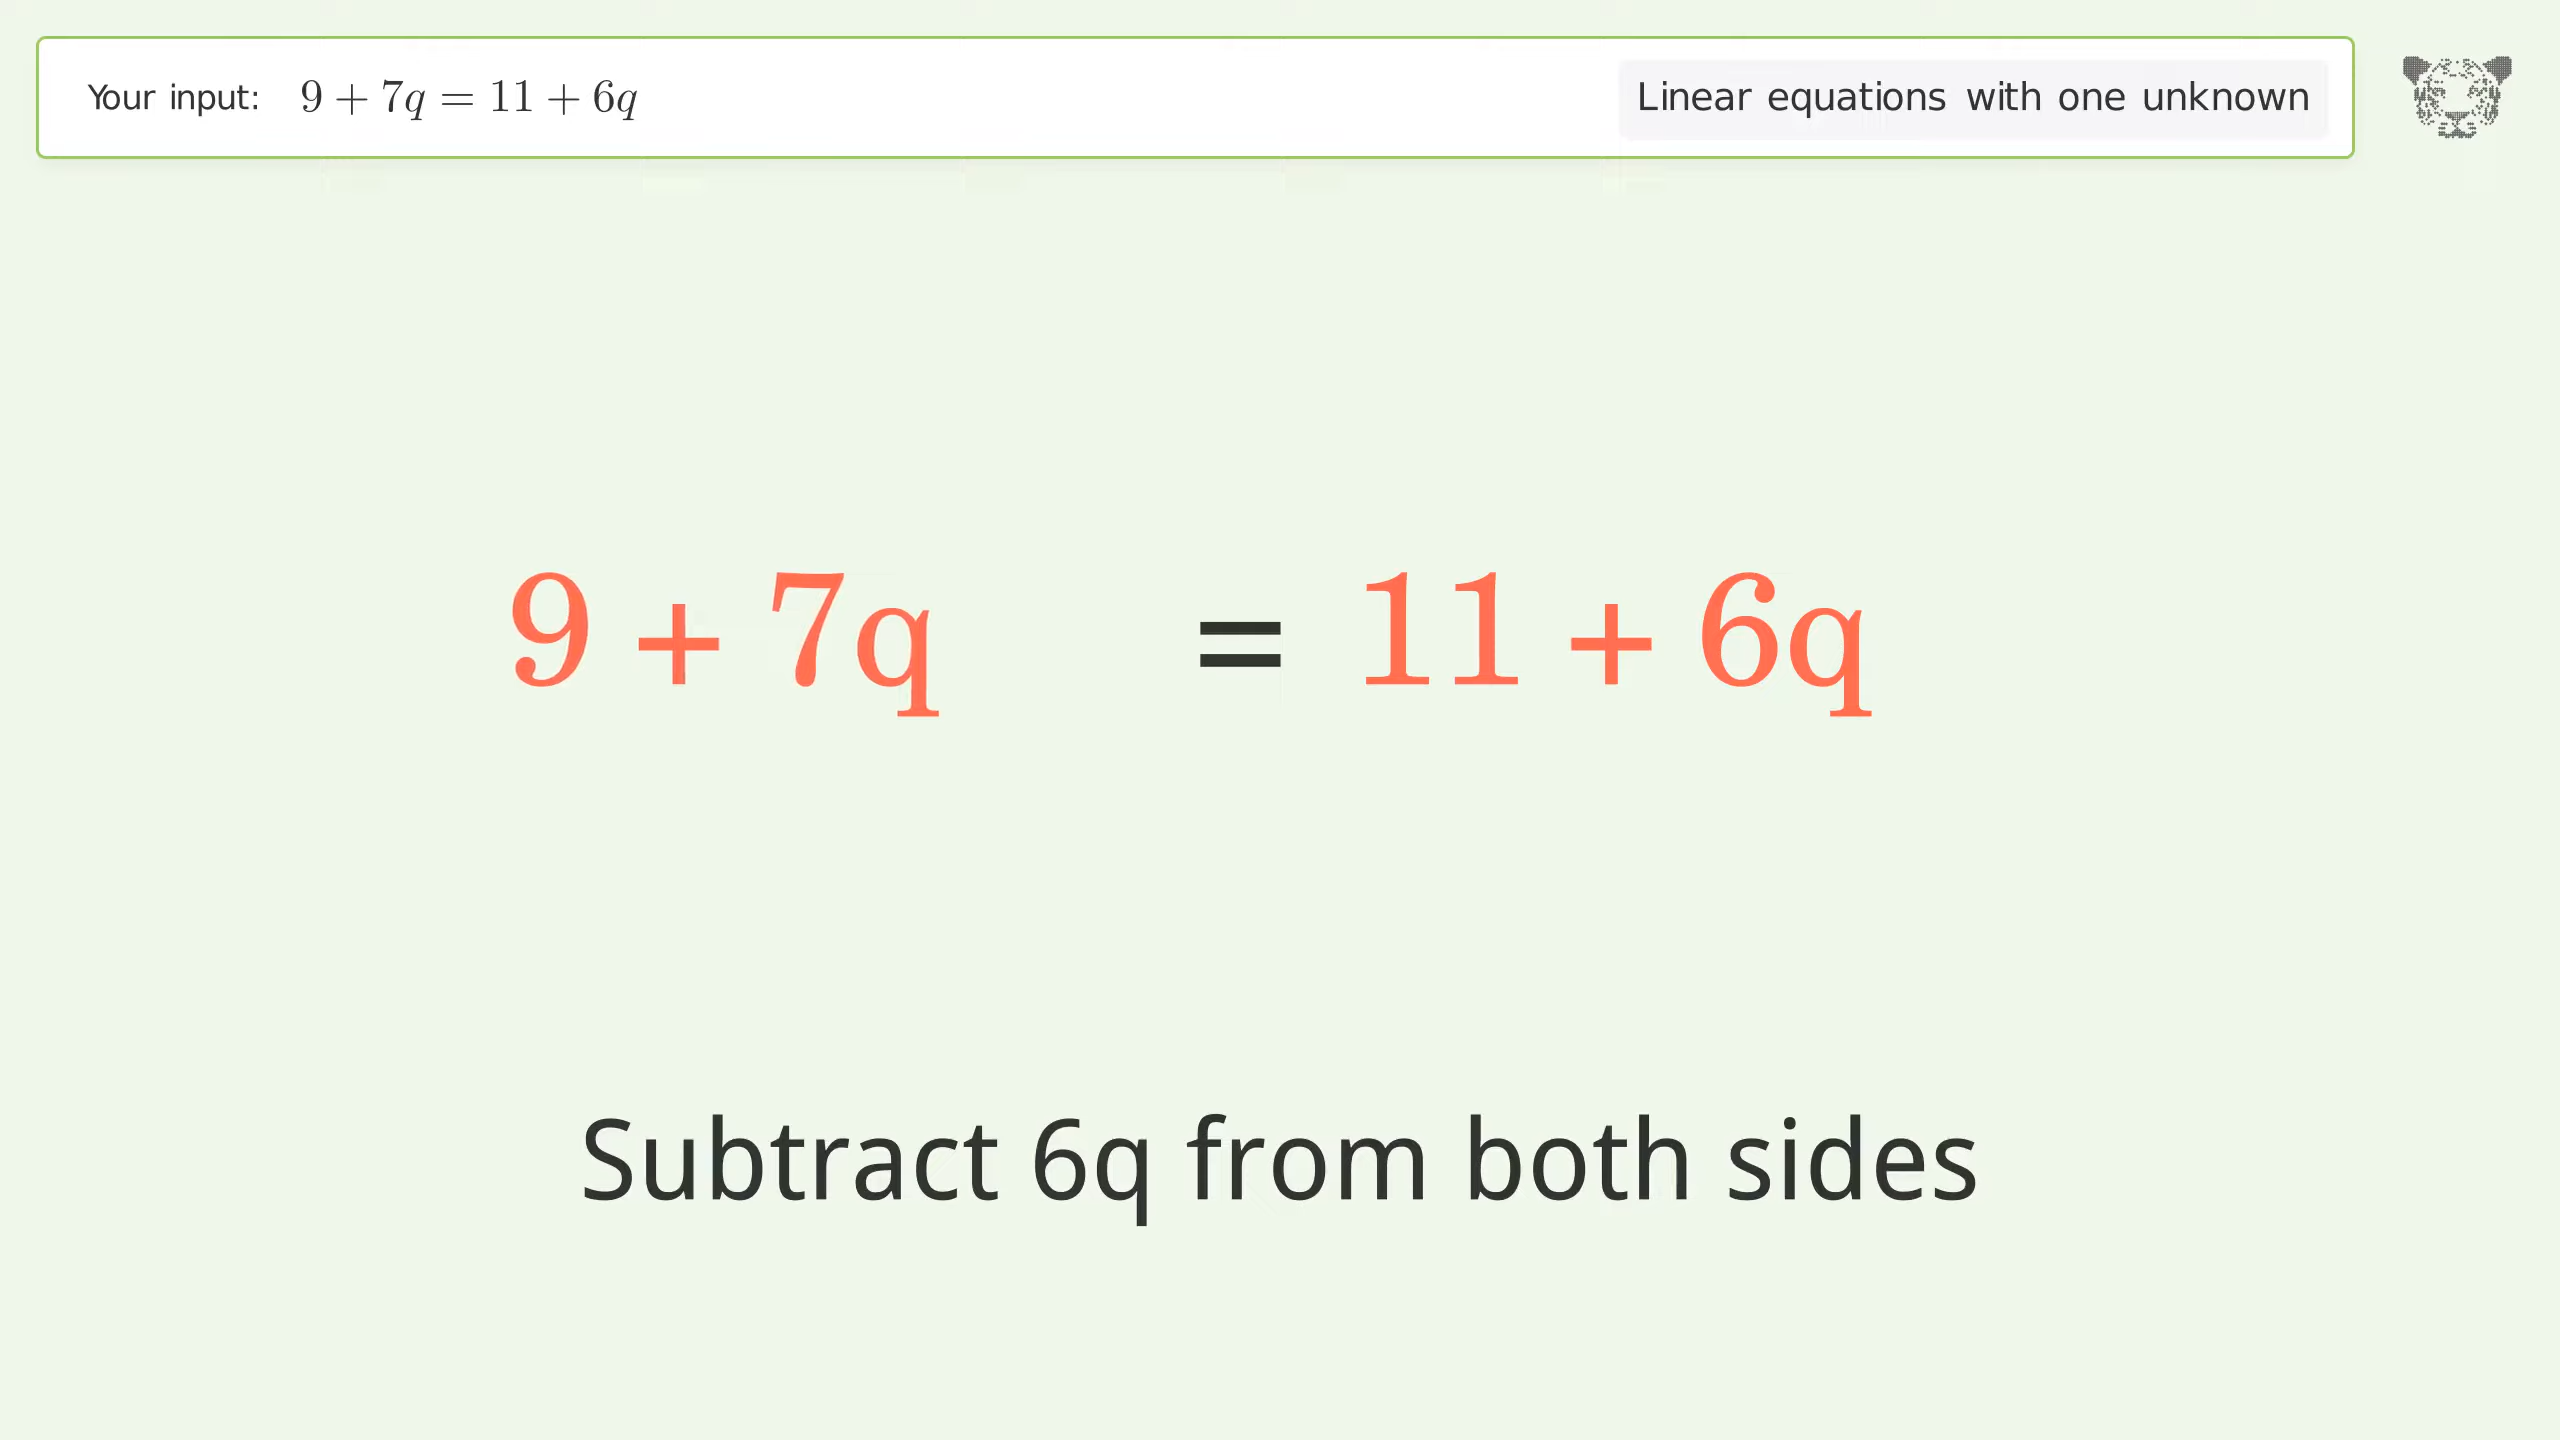 Your input: 9 + 7q = 11 + 6q
Linear equations with one unknown
9 + 7q = 11 + 6q
Subtract 6q from both sides